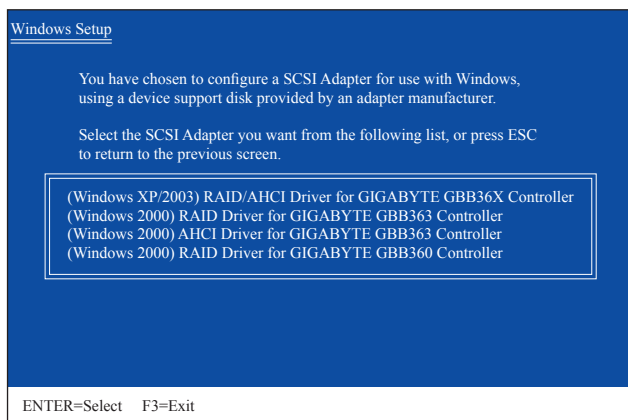 Windows Setup
You have chosen to configure a SCSI Adapter for use with Windows,
using a device support disk provided by an adapter manufacturer.
Select the SCSI Adapter you want from the following list, or press ESC
to return to the previous screen.
(Windows XP/2003) RAID/AHCI Driver for GIGABYTE GBB36X Controller
(Windows 2000) RAID Driver for GIGABYTE GBB363 Controller
(Windows 2000) AHCI Driver for GIGABYTE GBB363 Controller
(Windows 2000) RAID Driver for GIGABYTE GBB360 Controller
ENTER=Select F3=Exit